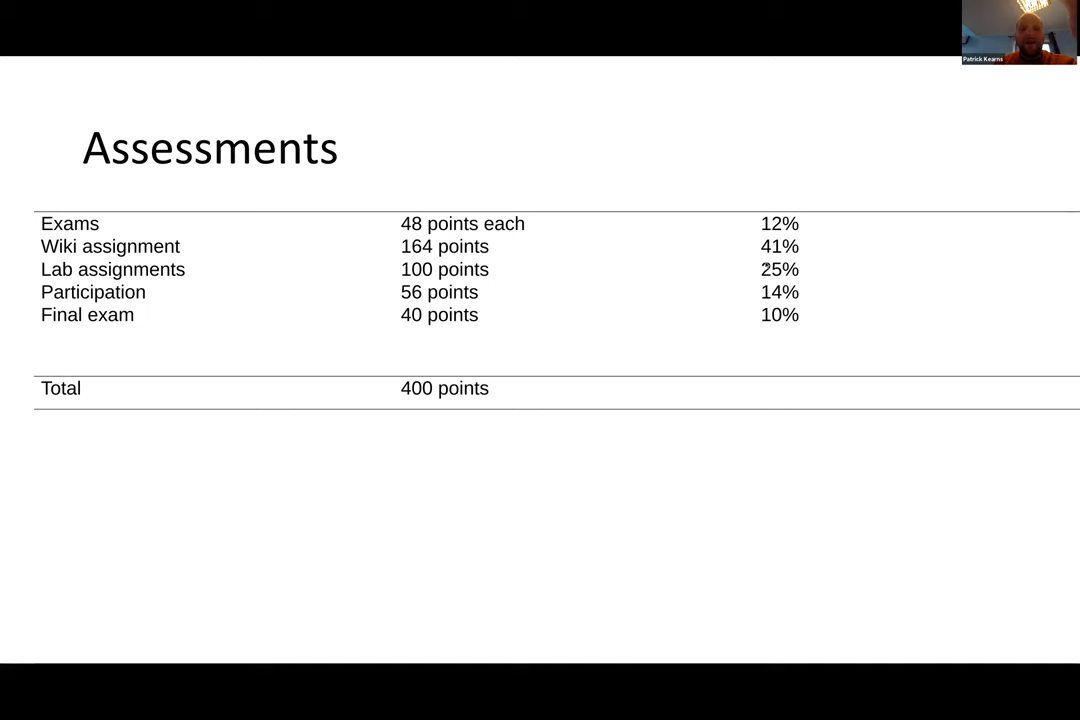 Patrick Kearns
Assessments
Exams 48 points each 12%
Wiki assignment 164 points 41%
Lab assignments 100 points 25%
Participation 56 points 14%
Final exam 40 points 10%
Total 400 points